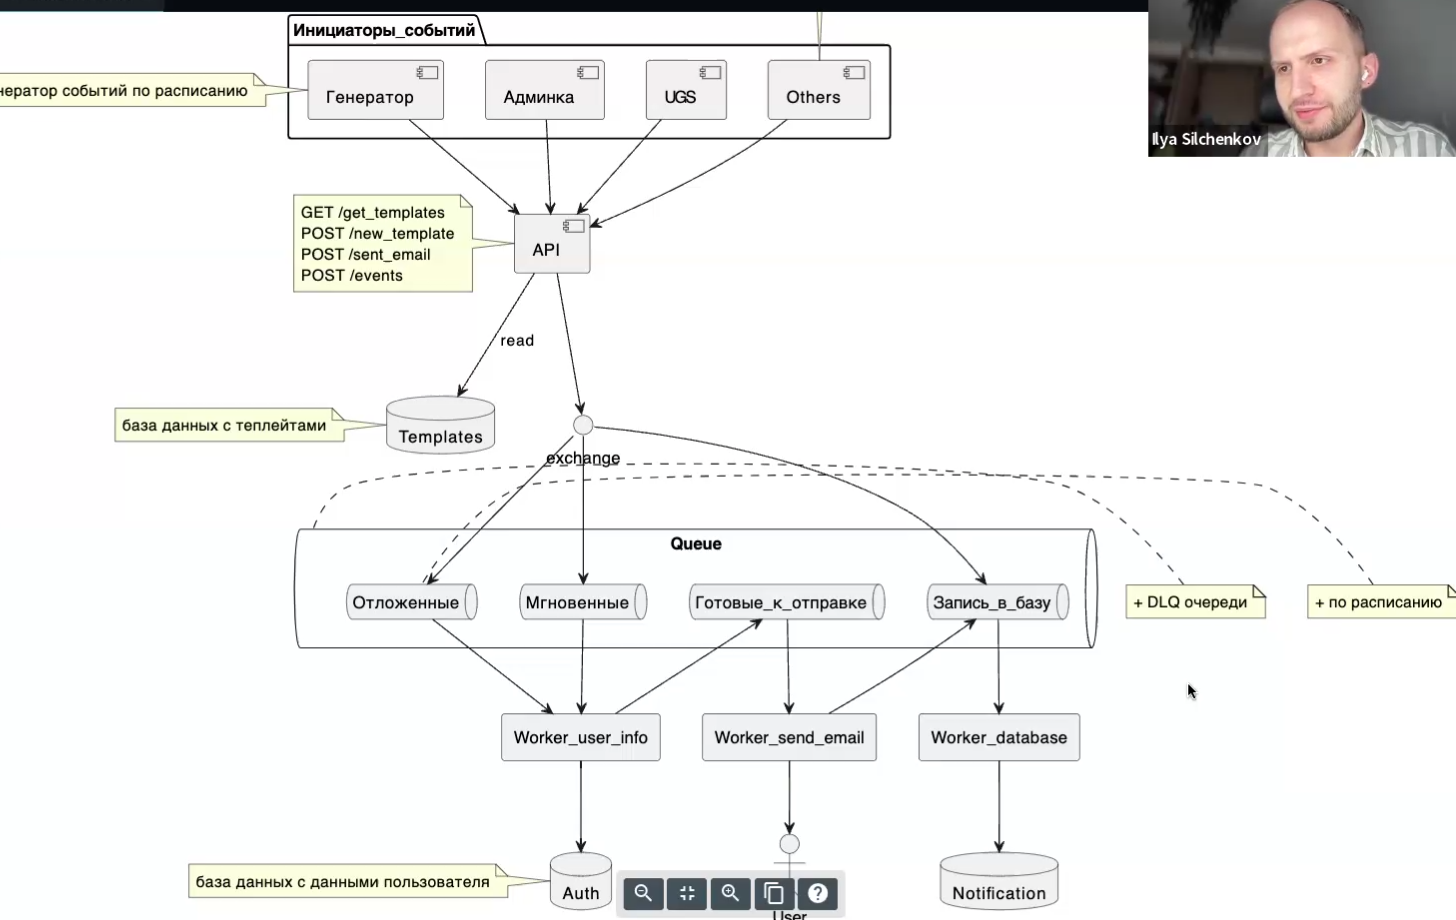 Инициаторы_событий
нератор событий по расписанию
Генератор
Админка
UGS
Others
Ilya Silchenkov
GET /get_templates
POST /new_template
POST /sent_email
POST /events
API
read
база данных с теплейтами
Templates
exchange
Queue
Отложенные
Мгновенные
Готовые_к_отправке
Запись_в_базу
+ DLQ очереди
+ по расписанию
Worker_user_info
Worker_send_email
Worker_database
база данных с данными пользователя
Auth
User
Notification